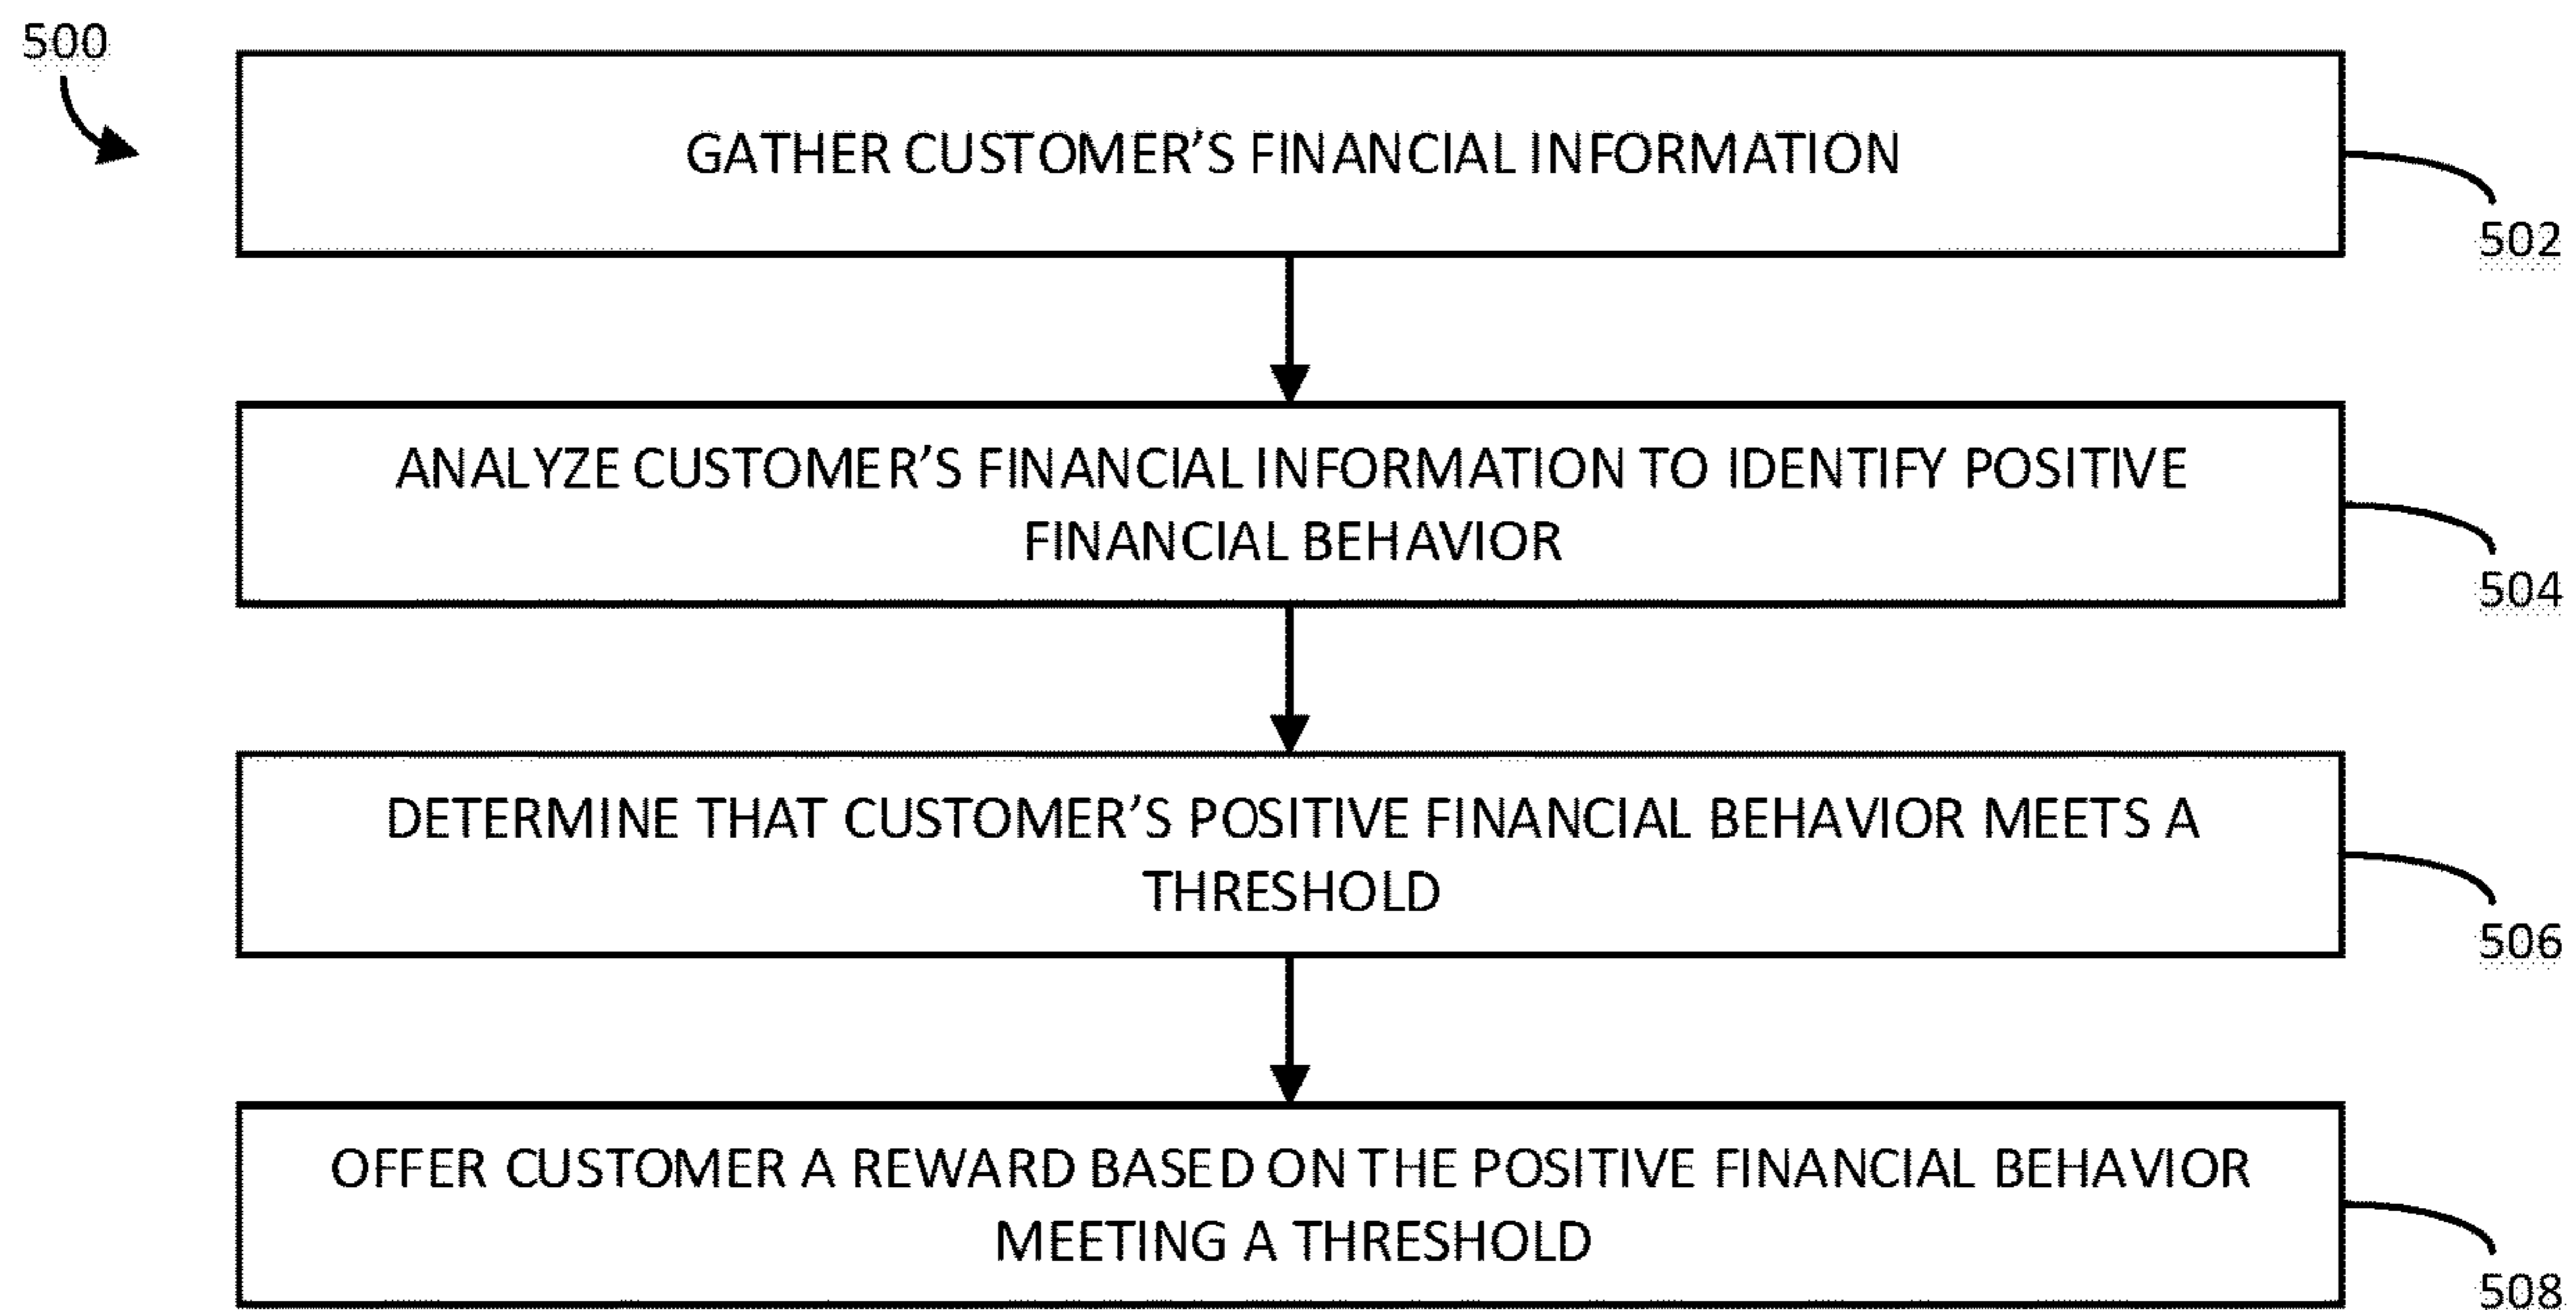 500
GATHER CUSTOMER’S FINANCIAL INFORMATION
502
ANALYZE CUSTOMER’S FINANCIAL INFORMATION TO IDENTIFY POSITIVE
FINANCIAL BEHAVIOR
504
DETERMINE THAT CUSTOMER’S POSITIVE FINANCIAL BEHAVIOR MEETS A
THRESHOLD
506
OFFER CUSTOMER A REWARD BASED ON THE POSITIVE FINANCIAL BEHAVIOR
MEETING A THRESHOLD
508